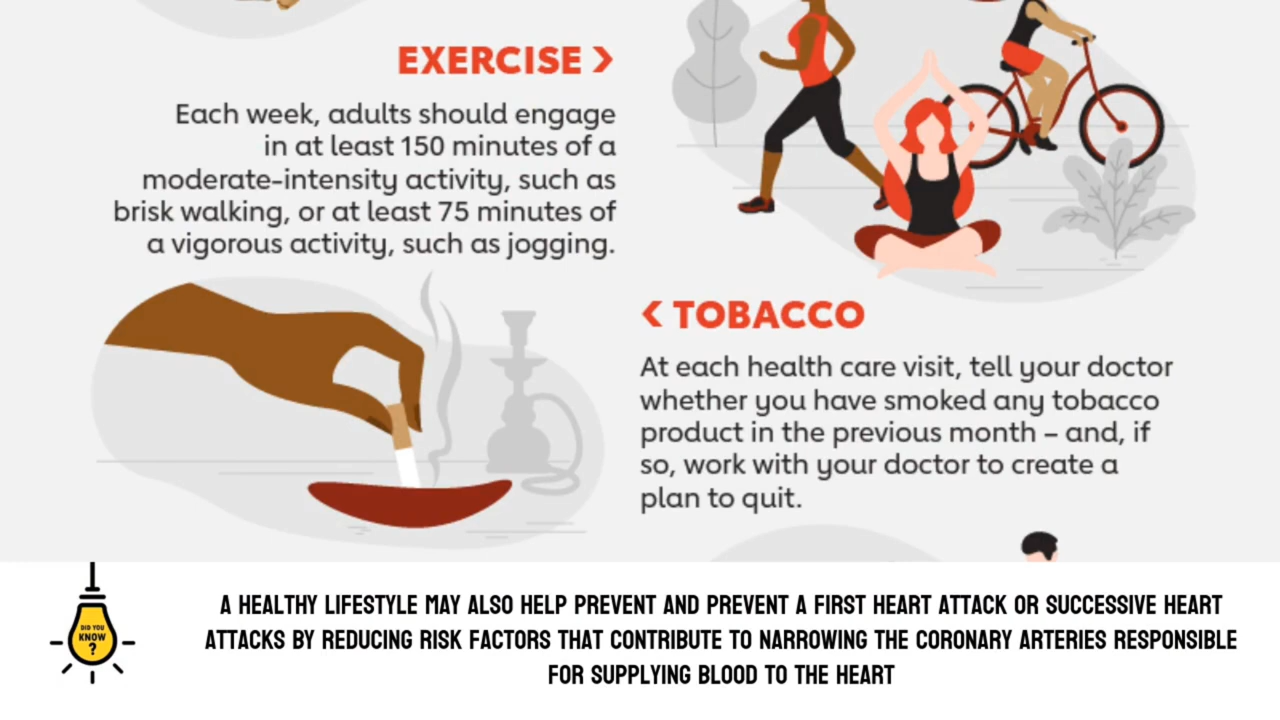 EXERCISE >
Each week, adults should engage
in at least 150 minutes of a
moderate-intensity activity, such as
brisk walking, or at least 75 minutes of
a vigorous activity, such as jogging.
< TOBACCO
At each health care visit, tell your doctor
whether you have smoked any tobacco
product in the previous month – and, if
so, work with your doctor to create a
plan to quit.
DID YOU
KNOW
?
A HEALTHY LIFESTYLE MAY ALSO HELP PREVENT AND PREVENT A FIRST HEART ATTACK OR SUCCESSIVE HEART
ATTACKS BY REDUCING RISK FACTORS THAT CONTRIBUTE TO NARROWING THE CORONARY ARTERIES RESPONSIBLE
FOR SUPPLYING BLOOD TO THE HEART